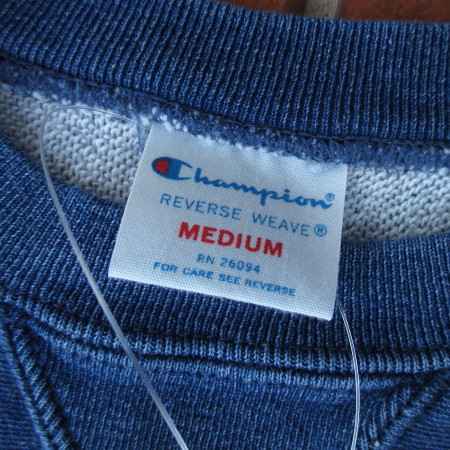 Champion®
REVERSE WEAVE®
MEDIUM
RN 26094
FOR CARE SEE REVERSE